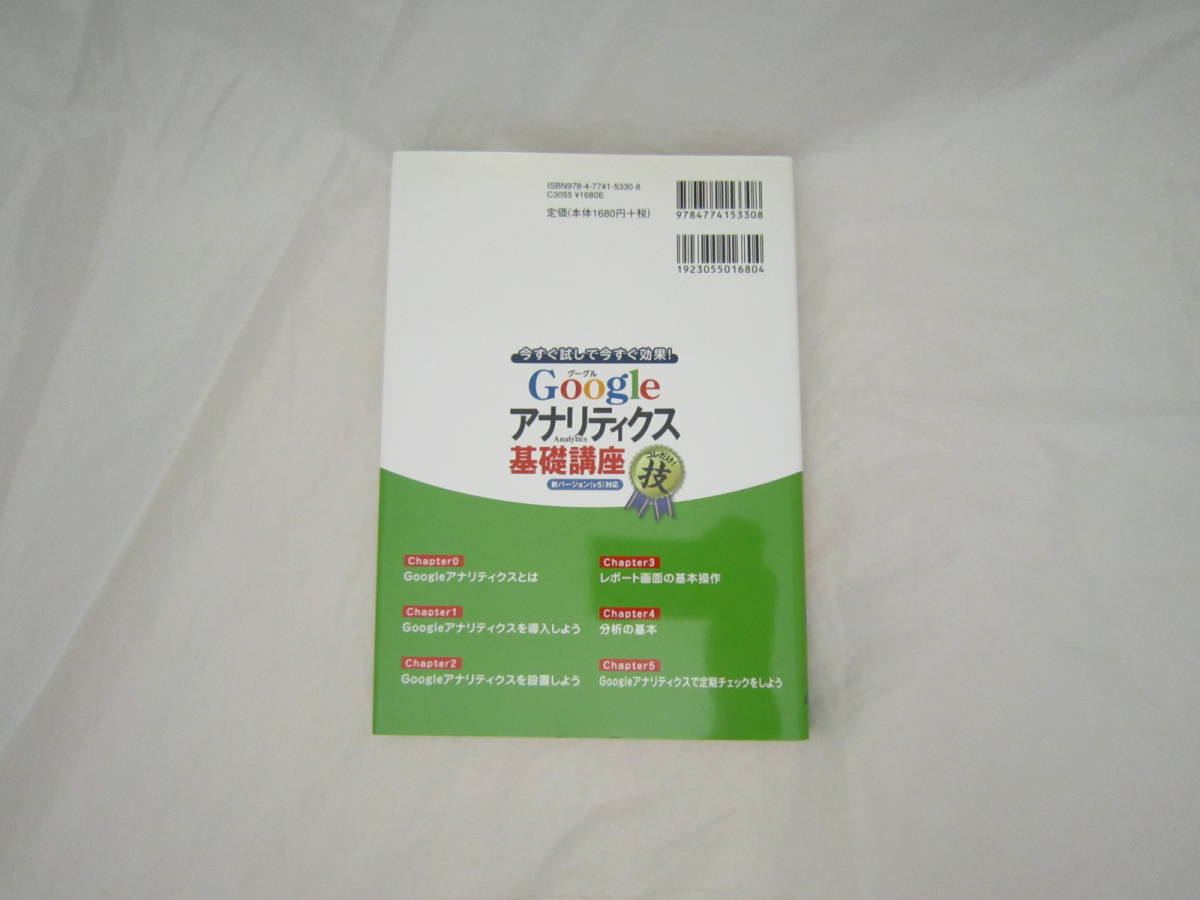 ISBN978-4-7741-5330-8
C3055 ¥1680E
定価(本体1680円+税)
9784774153308
1923055016804
今すぐ試して今すぐ効果!
グーグル
Google
アナリティクス
Analytics
基礎講座
コレだけ!
技
新バージョン(v5)対応
Chapter0
Googleアナリティクスとは
Chapter1
Googleアナリティクスを導入しよう
Chapter2
Googleアナリティクスを設置しよう
Chapter3
レポート画面の基本操作
Chapter4
分析の基本
Chapter5
Googleアナリティクスで定期チェックをしよう